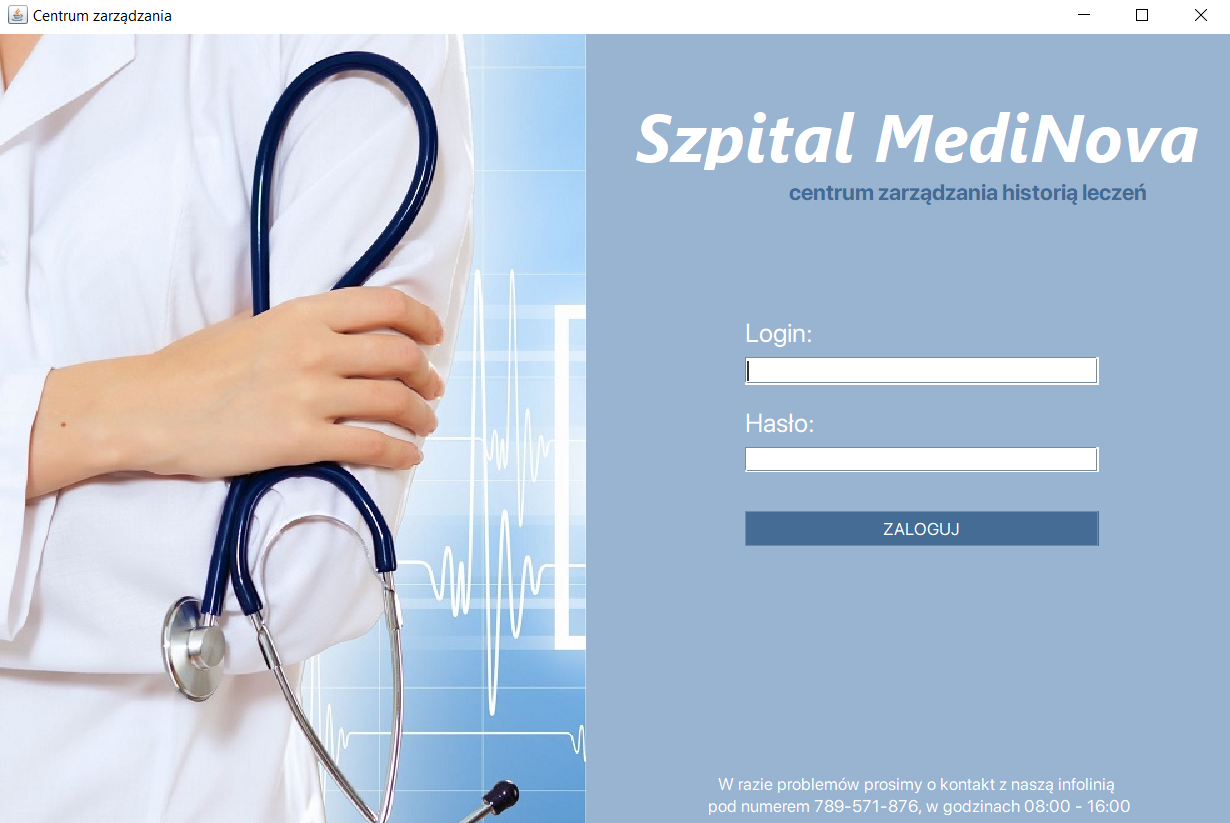 Centrum zarządzania
Szpital MediNova
centrum zarządzania historią leczeń
Login:
Hasło:
ZALOGUJ
W razie problemów prosimy o kontakt z naszą infolinią
pod numerem 789-571-876, w godzinach 08:00 - 16:00